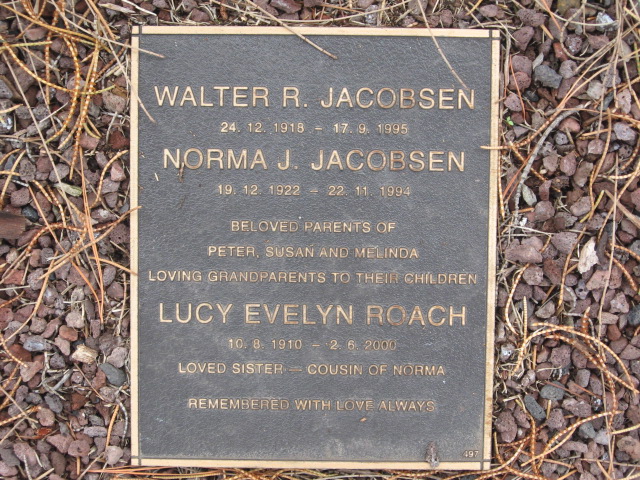 WALTER R. JACOBSEN
24. 12. 1918 – 17. 9. 1995
NORMA J. JACOBSEN
19. 12. 1922 – 22. 11. 1994
BELOVED PARENTS OF
PETER, SUSAN AND MELINDA
LOVING GRANDPARENTS TO THEIR CHILDREN
LUCY EVELYN ROACH
10. 8. 1910 – 2. 6. 2000
LOVED SISTER – COUSIN OF NORMA
REMEMBERED WITH LOVE ALWAYS
497